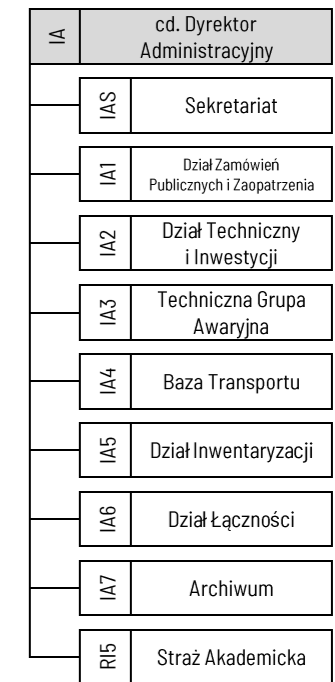 IA
cd. Dyrektor
Administracyjny
IAS
Sekretariat
IA1
Dział Zamówień
Publicznych i Zaopatrzenia
IA2
Dział Techniczny
i Inwestycji
IA3
Techniczna Grupa
Awaryjna
IA4
Baza Transportu
IA5
Dział Inwentaryzacji
IA6
Dział Łączności
IA7
Archiwum
RI5
Straż Akademicka